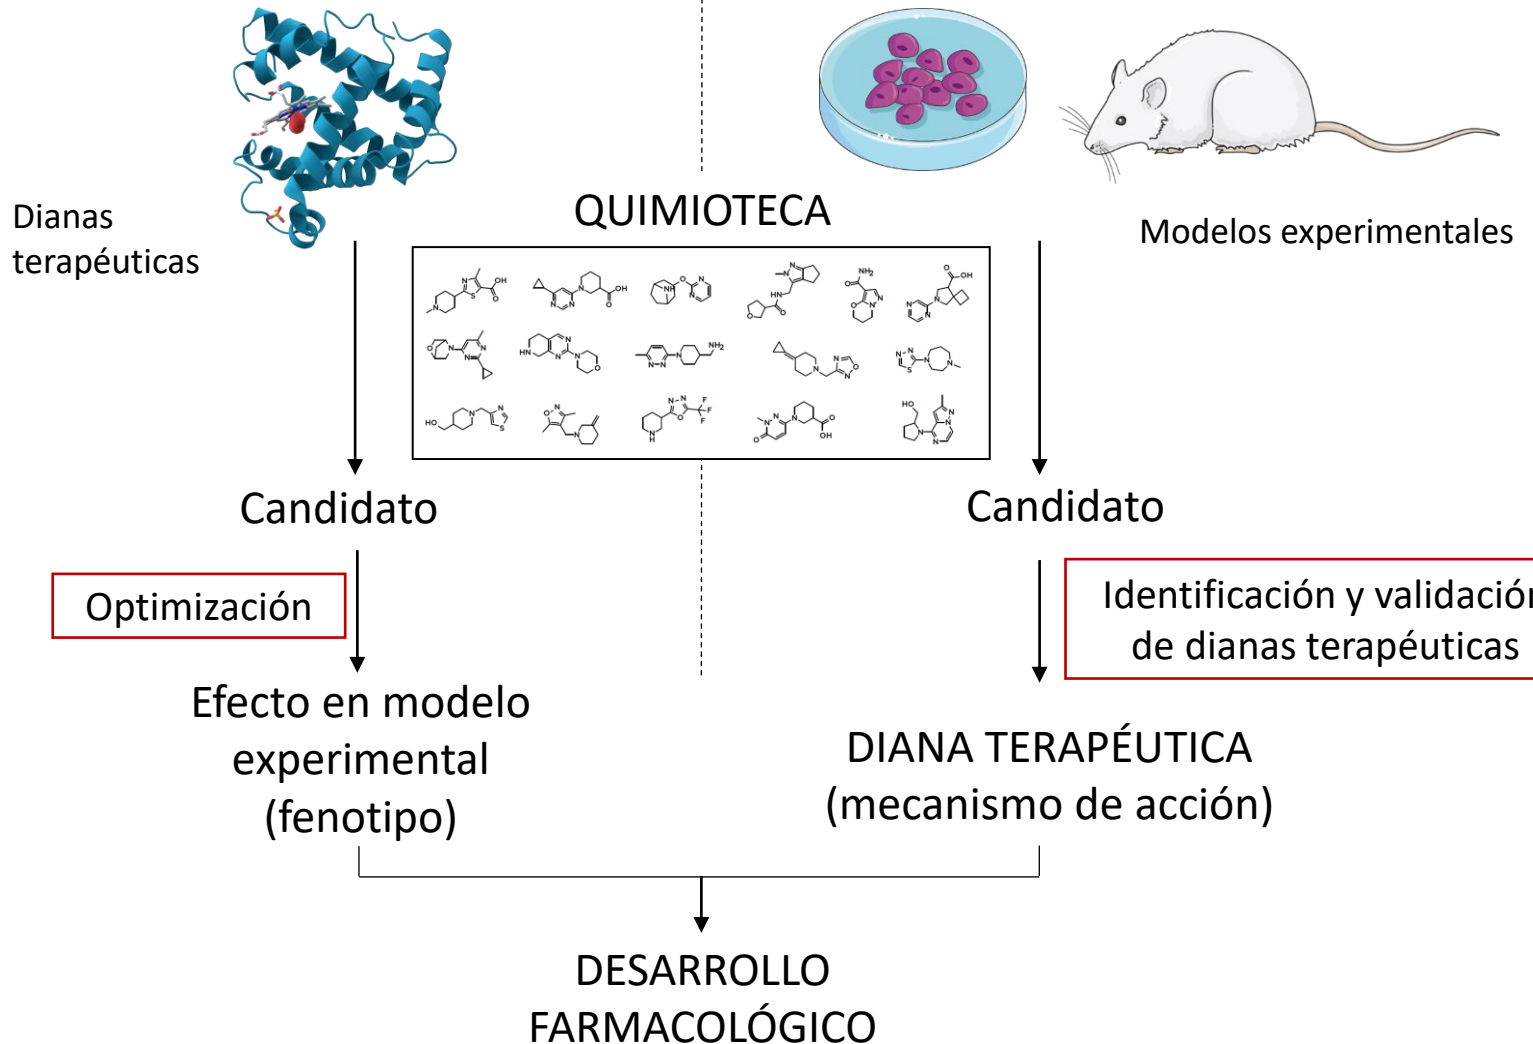 Dianas
terapéuticas
QUIMIOTECA
Modelos experimentales
Candidato
Candidato
Optimización
Identificación y validación
de dianas terapéuticas
Efecto en modelo
experimental
(fenotipo)
DIANA TERAPÉUTICA
(mecanismo de acción)
DESARROLLO
FARMACOLÓGICO